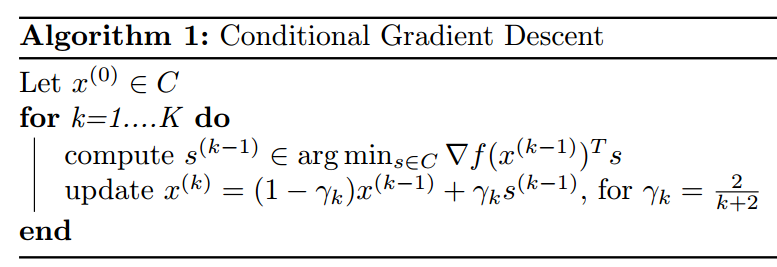 Algorithm 1: Conditional Gradient Descent
Let $x^{(0)} \in C$
for k=1....K do
compute $s^{(k-1)} \in \arg\min_{s \in C} \nabla f(x^{(k-1)})^T s$
update $x^{(k)} = (1 - \gamma_k)x^{(k-1)} + \gamma_k s^{(k-1)}$, for $\gamma_k = \frac{2}{k+2}$
end